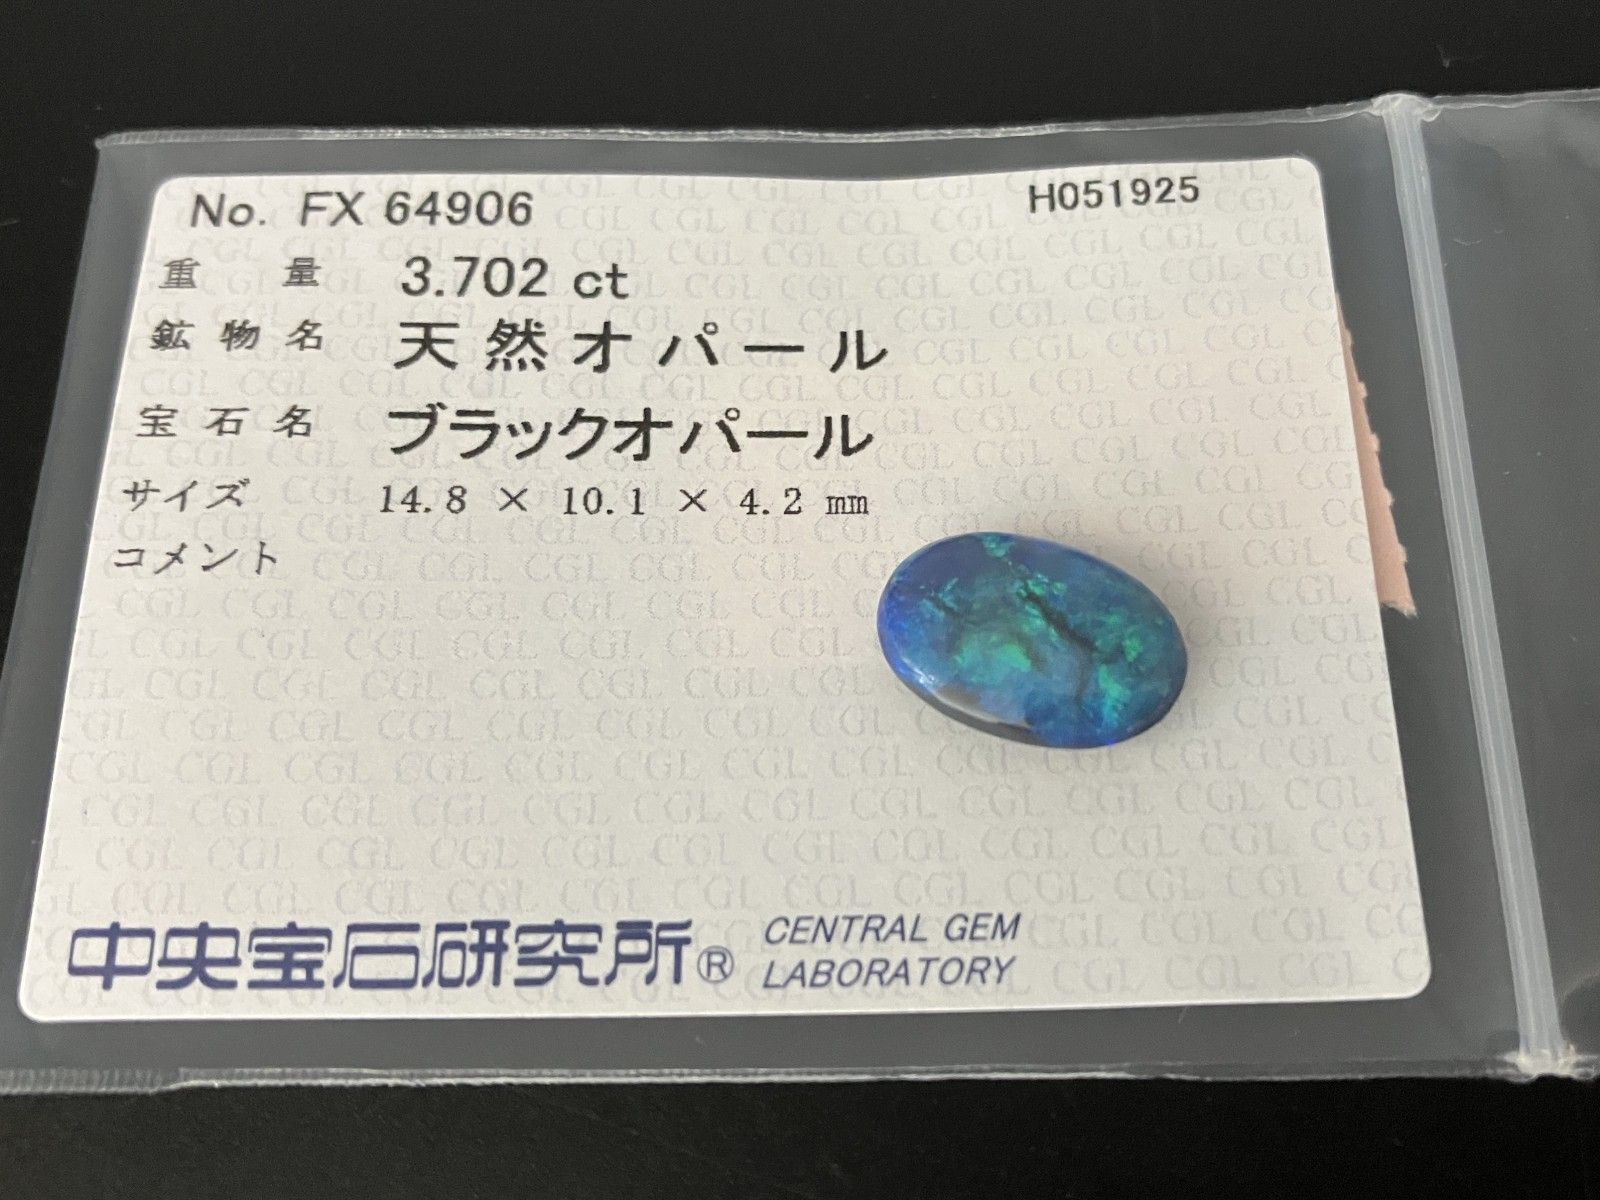 No. FX 64906 H051925
重量 3.702 ct
鉱物名 天然オパール
宝石名 ブラックオパール
サイズ 14.8 × 10.1 × 4.2 mm
コメント
中央宝石研究所® CENTRAL GEM
LABORATORY